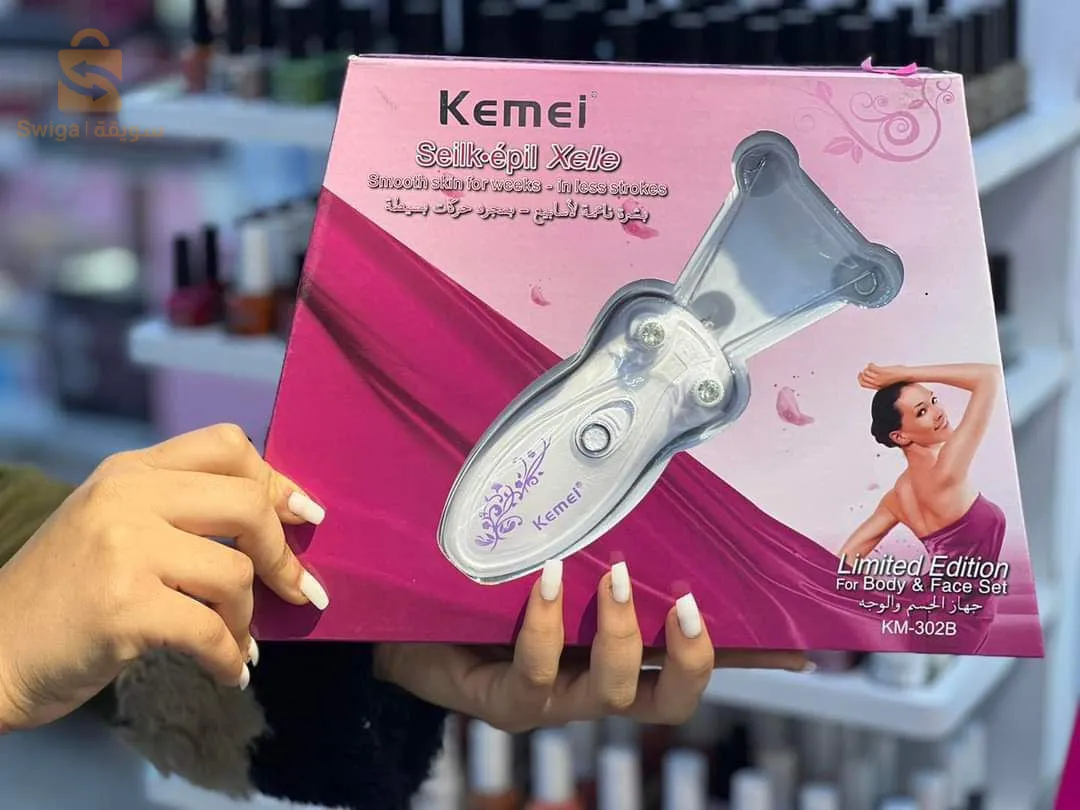 Swiga | سويقة
Kemei
Seilk·épil Xelle
Smooth skin for weeks - in less strokes
بشرة ناعمة لأسابيع - بمجرد حركات بسيطة
Kemei
Limited Edition
For Body & Face Set
جهاز الجسم والوجه
KM-302B